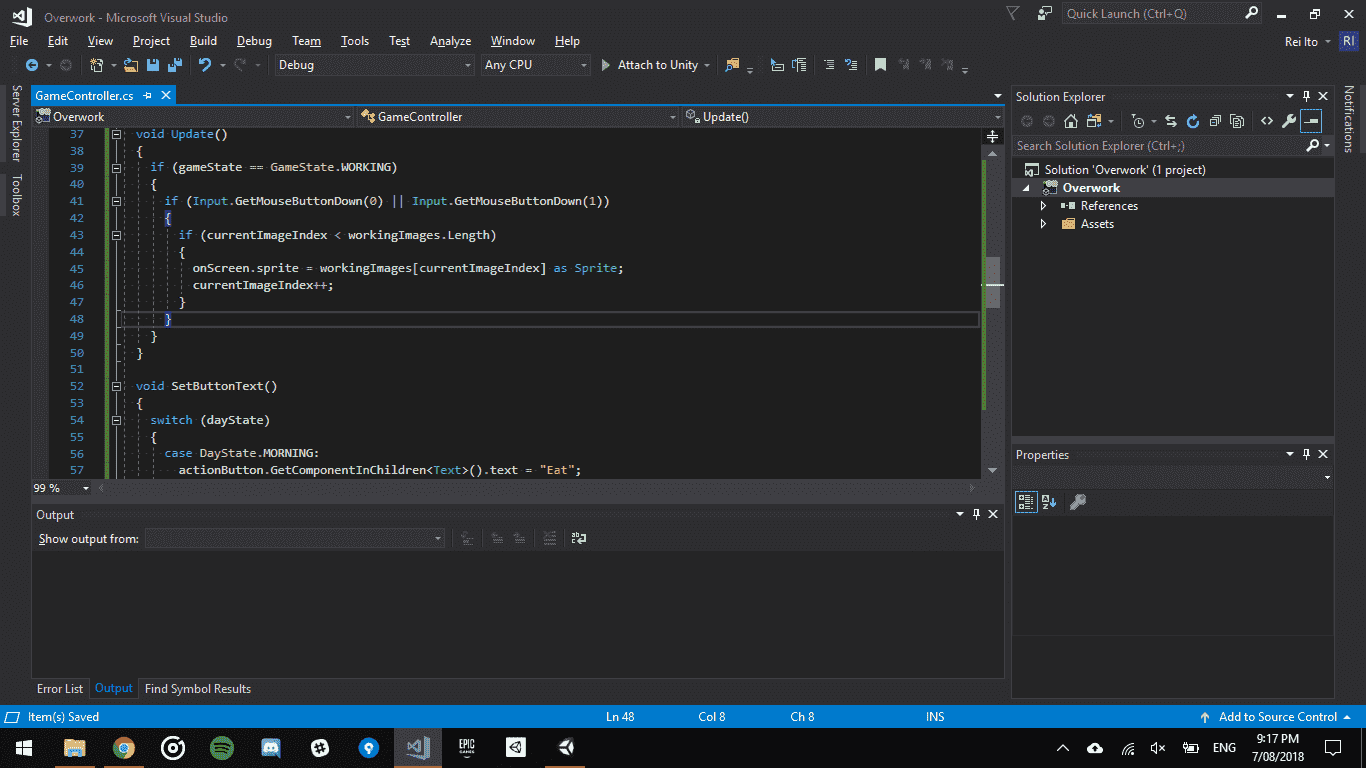 Overwork - Microsoft Visual Studio
Quick Launch (Ctrl+Q)
File Edit View Project Build Debug Team Tools Test Analyze Window Help
Rei Ito RI
Debug Any CPU Attach to Unity
Server Explorer
Toolbox
GameController.cs
Overwork GameController Update()
37 void Update()
38 {
39 if (gameState == GameState.WORKING)
40 {
41 if (Input.GetMouseButtonDown(0) || Input.GetMouseButtonDown(1))
42 {
43 if (currentImageIndex < workingImages.Length)
44 {
45 onScreen.sprite = workingImages[currentImageIndex] as Sprite;
46 currentImageIndex++;
47 }
48 }
49 }
50 }
51
52 void SetButtonText()
53 {
54 switch (dayState)
55 {
56 case DayState.MORNING:
57 actionButton.GetComponentInChildren<Text>().text = "Eat";
99 %
Output
Show output from:
Error List Output Find Symbol Results
Solution Explorer
Search Solution Explorer (Ctrl+;)
Solution 'Overwork' (1 project)
Overwork
References
Assets
Properties
Notifications
Item(s) Saved Ln 48 Col 8 Ch 8 INS Add to Source Control
EPIC
GAMES
ENG
9:17 PM
7/08/2018